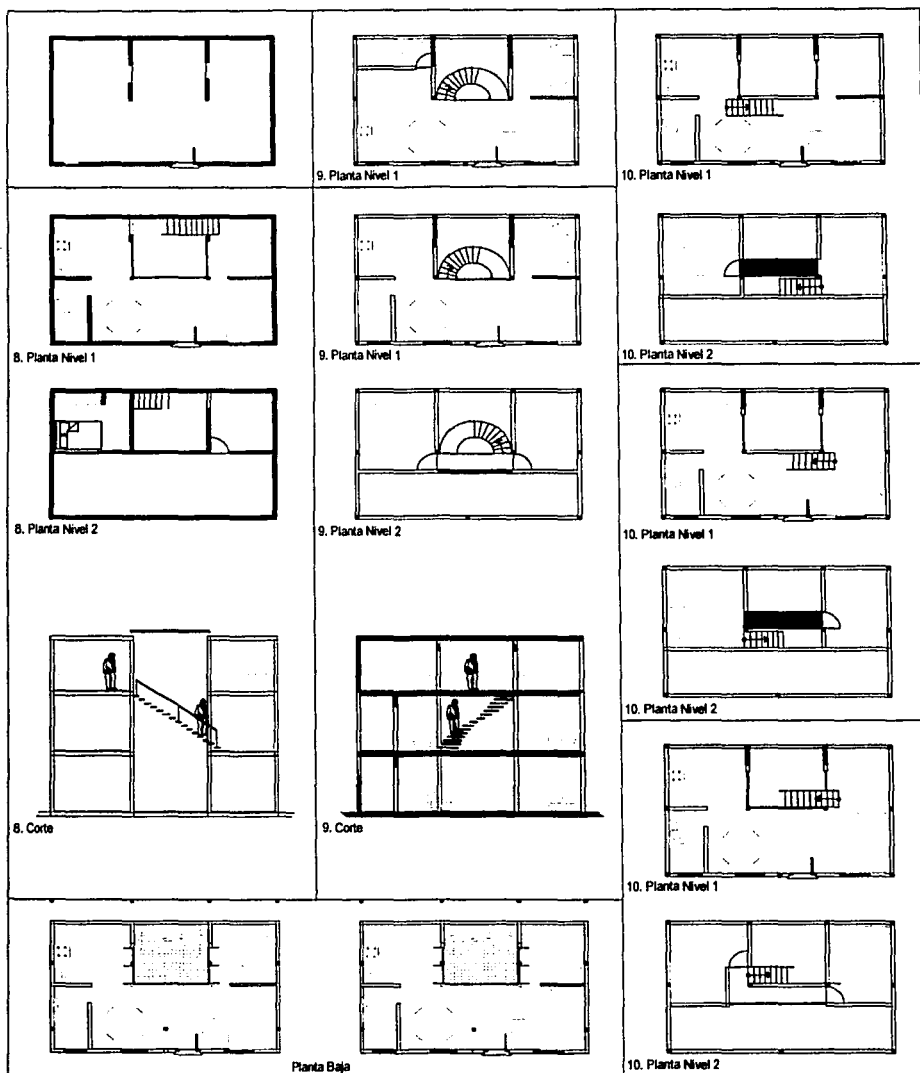 9. Planta Nivel 1
10. Planta Nivel 1
8. Planta Nivel 1
9. Planta Nivel 1
10. Planta Nivel 2
8. Planta Nivel 2
9. Planta Nivel 2
10. Planta Nivel 1
10. Planta Nivel 2
8. Corte
9. Corte
10. Planta Nivel 1
Planta Baja
10. Planta Nivel 2